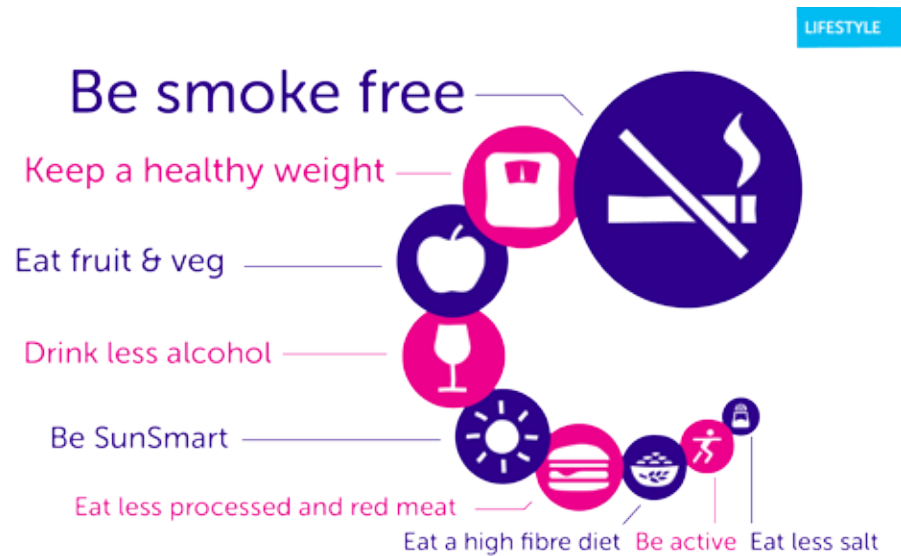 LIFESTYLE
Be smoke free
Keep a healthy weight
Eat fruit & veg
Drink less alcohol
Be SunSmart
Eat less processed and red meat
Eat a high fibre diet
Be active
Eat less salt